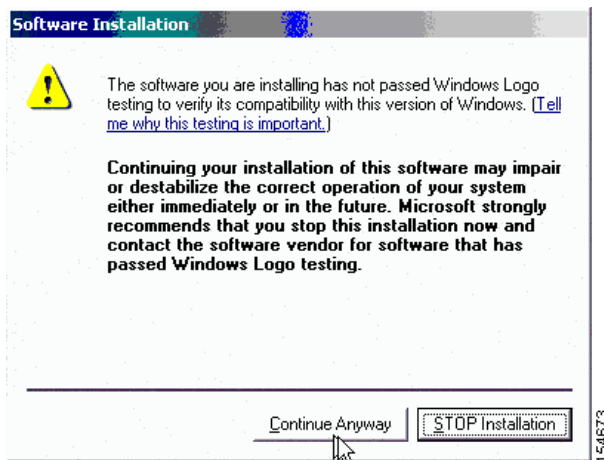 Software Installation
The software you are installing has not passed Windows Logo
testing to verify its compatibility with this version of Windows. (Tell
me why this testing is important.)
Continuing your installation of this software may impair
or destabilize the correct operation of your system
either immediately or in the future. Microsoft strongly
recommends that you stop this installation now and
contact the software vendor for software that has
passed Windows Logo testing.
Continue Anyway
STOP Installation
154673